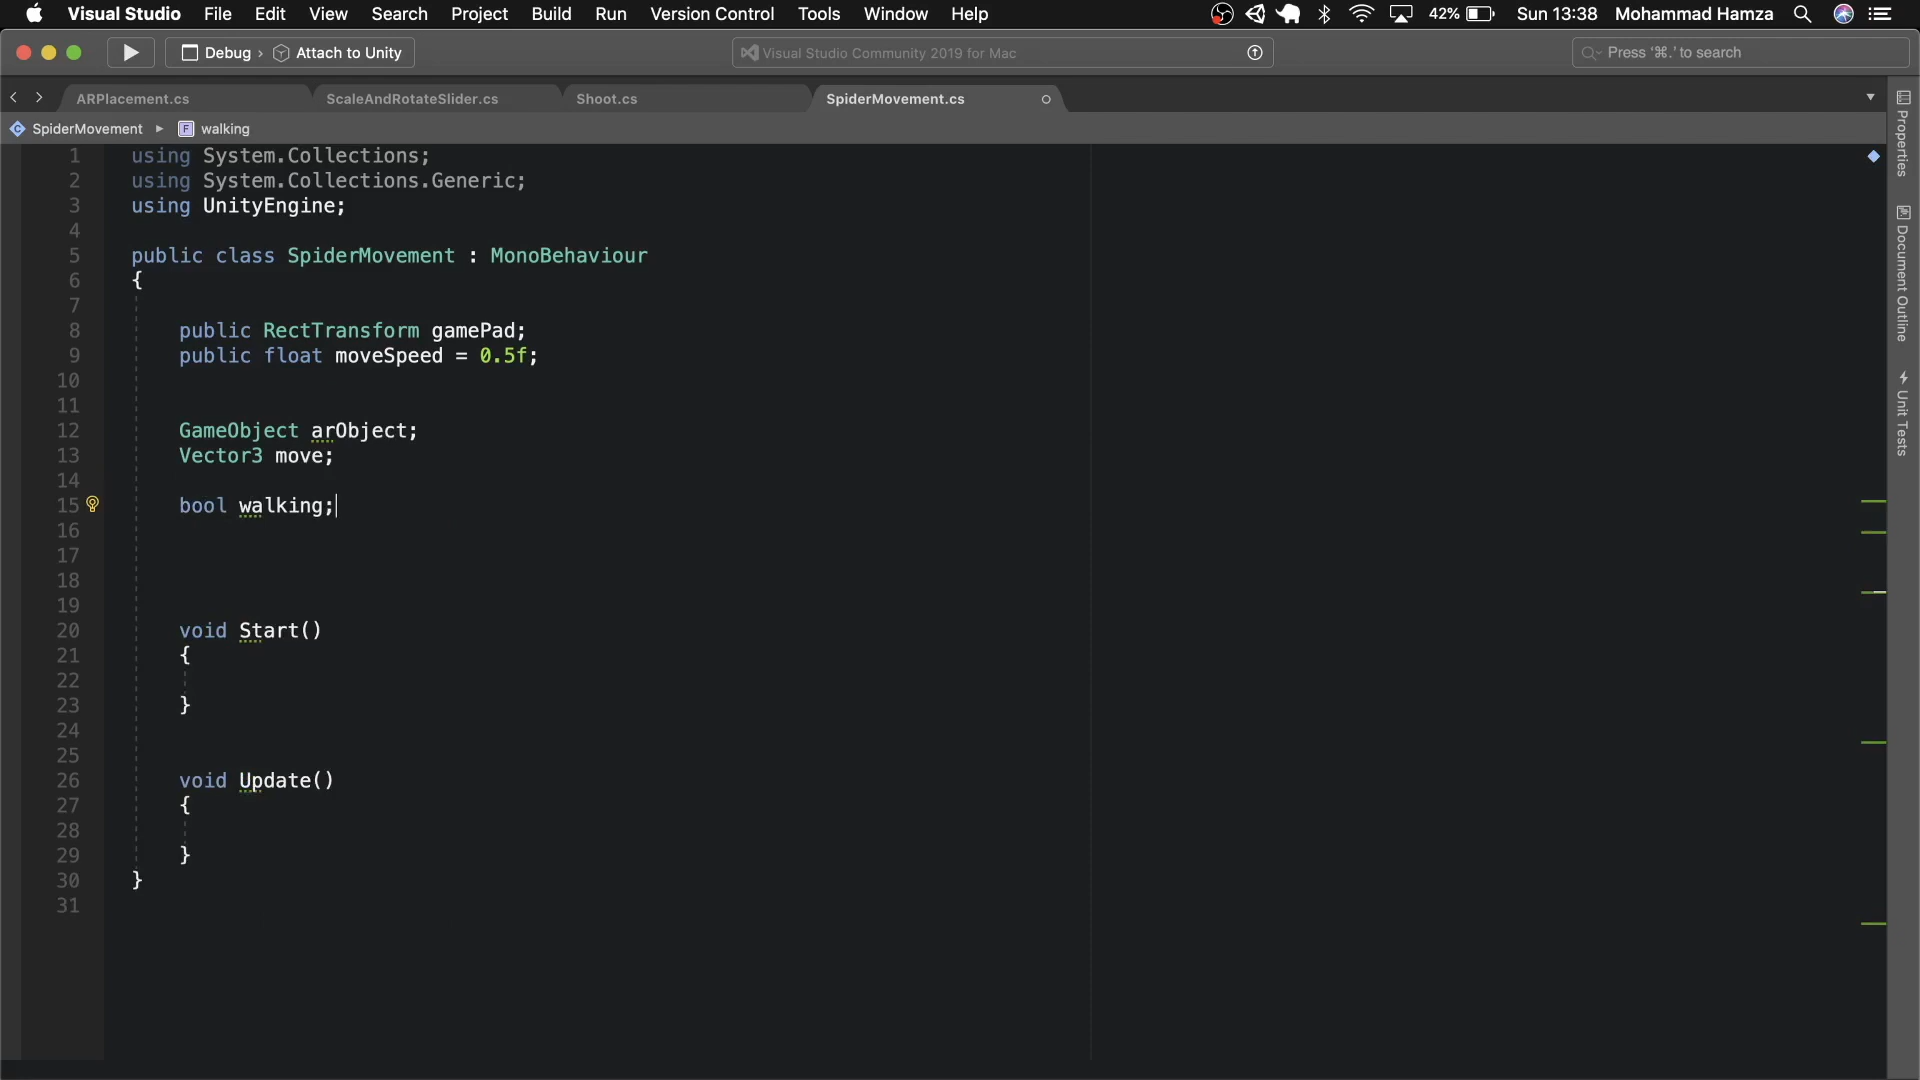 Visual Studio File Edit View Search Project Build Run Version Control Tools Window Help 42% Sun 13:38 Mohammad Hamza
Debug › Attach to Unity Visual Studio Community 2019 for Mac Press '⌘.' to search
ARPlacement.cs ScaleAndRotateSlider.cs Shoot.cs SpiderMovement.cs
SpiderMovement ▸ F walking
1 using System.Collections;
2 using System.Collections.Generic;
3 using UnityEngine;
4
5 public class SpiderMovement : MonoBehaviour
6 {
7
8 public RectTransform gamePad;
9 public float moveSpeed = 0.5f;
10
11
12 GameObject arObject;
13 Vector3 move;
14
15 bool walking;
16
17
18
19
20 void Start()
21 {
22
23 }
24
25
26 void Update()
27 {
28
29 }
30 }
31
Properties
Document Outline
Unit Tests